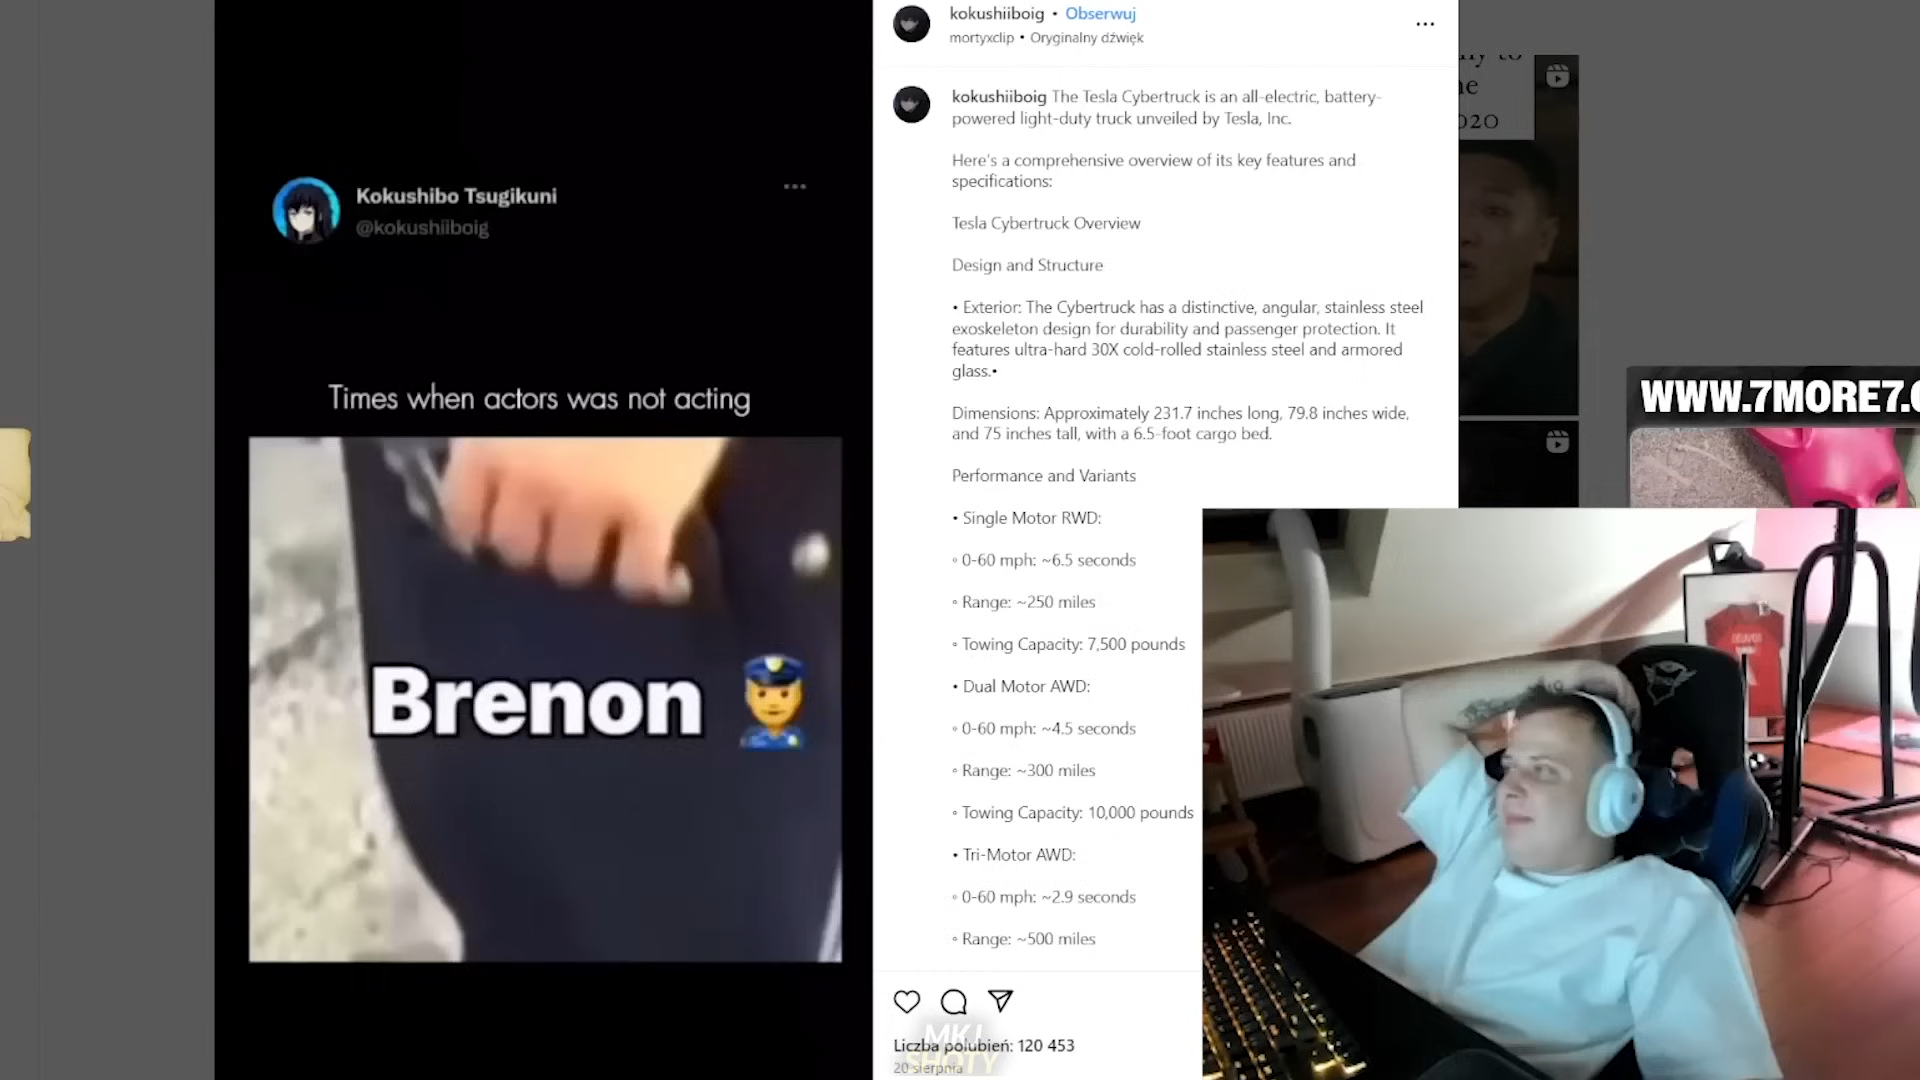 Kokushibo Tsugikuni
@kokushiiboig
Times when actors was not acting
Brenon
kokushiiboig • Obserwuj
mortyxclip • Oryginalny dźwięk
kokushiiboig The Tesla Cybertruck is an all-electric, battery-
powered light-duty truck unveiled by Tesla, Inc.
Here's a comprehensive overview of its key features and
specifications:
Tesla Cybertruck Overview
Design and Structure
• Exterior: The Cybertruck has a distinctive, angular, stainless steel
exoskeleton design for durability and passenger protection. It
features ultra-hard 30X cold-rolled stainless steel and armored
glass.•
Dimensions: Approximately 231.7 inches long, 79.8 inches wide,
and 75 inches tall, with a 6.5-foot cargo bed.
Performance and Variants
• Single Motor RWD:
◦ 0-60 mph: ~6.5 seconds
◦ Range: ~250 miles
◦ Towing Capacity: 7,500 pounds
• Dual Motor AWD:
◦ 0-60 mph: ~4.5 seconds
◦ Range: ~300 miles
◦ Towing Capacity: 10,000 pounds
• Tri-Motor AWD:
◦ 0-60 mph: ~2.9 seconds
◦ Range: ~500 miles
Liczba polubień: 120 453
20 sierpnia
SHOTY
WWW.7MORE7.